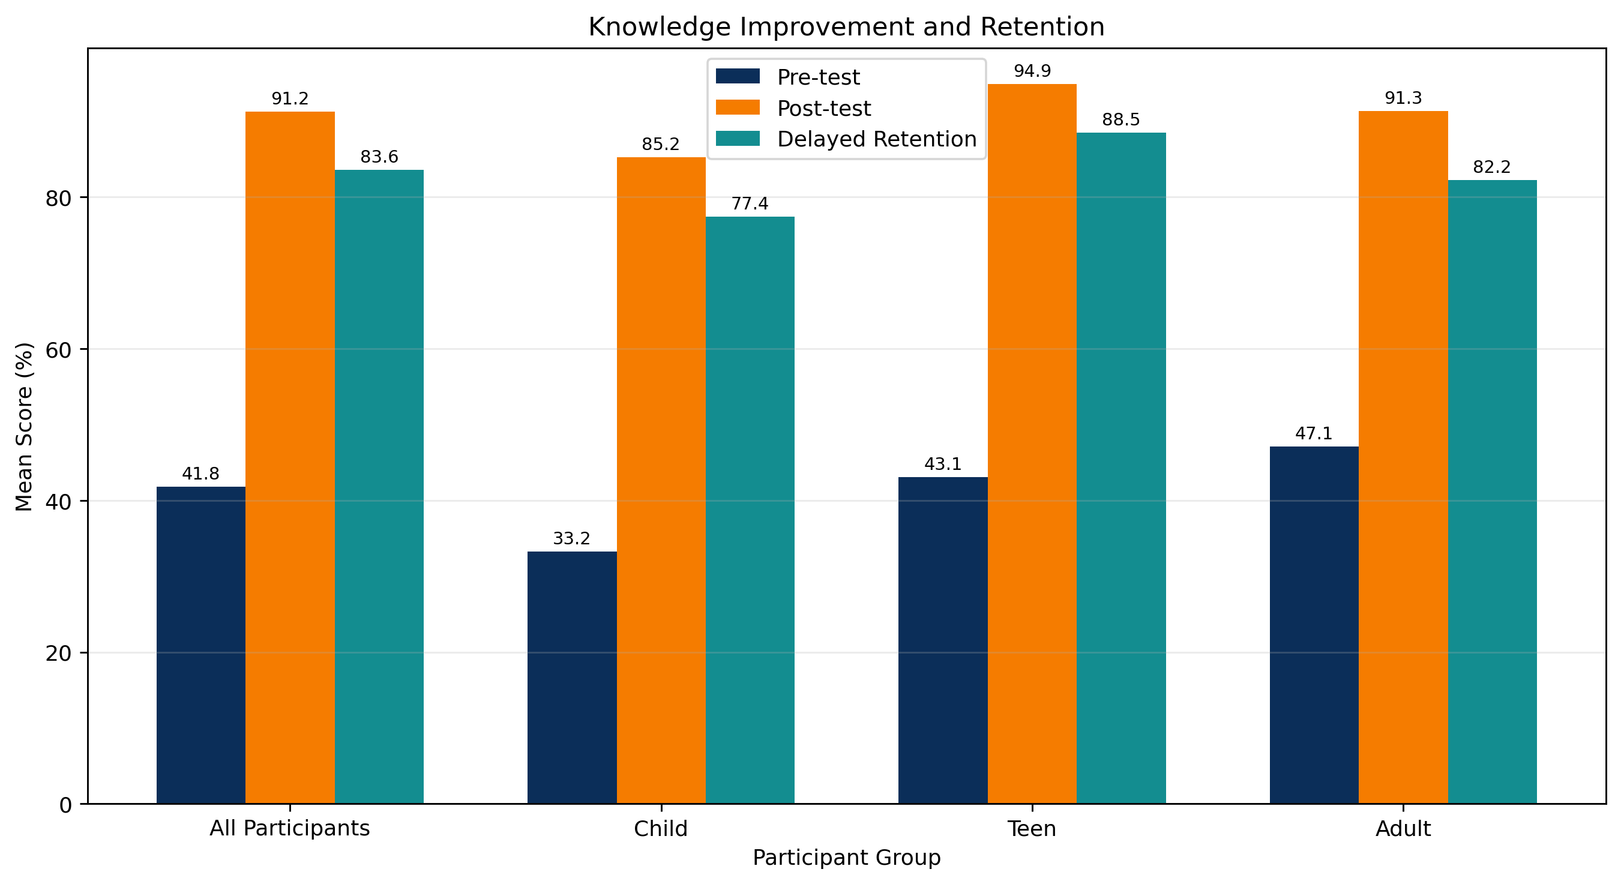 Knowledge Improvement and Retention
Pre-test
Post-test
Delayed Retention
91.2
83.6
41.8
85.2
77.4
33.2
94.9
88.5
43.1
91.3
82.2
47.1
80
60
40
20
0
Mean Score (%)
All Participants
Child
Teen
Adult
Participant Group